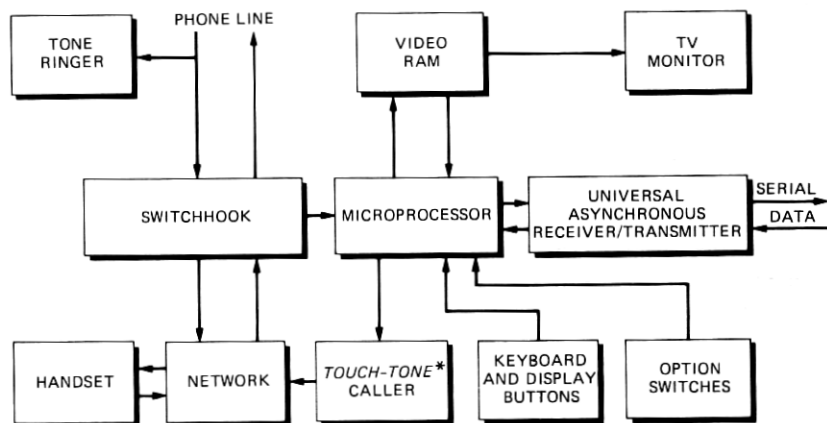 PHONE LINE
TONE
RINGER
VIDEO
RAM
TV
MONITOR
SWITCHHOOK
MICROPROCESSOR
UNIVERSAL
ASYNCHRONOUS
RECEIVER/TRANSMITTER
SERIAL
DATA
HANDSET
NETWORK
TOUCH-TONE*
CALLER
KEYBOARD
AND DISPLAY
BUTTONS
OPTION
SWITCHES